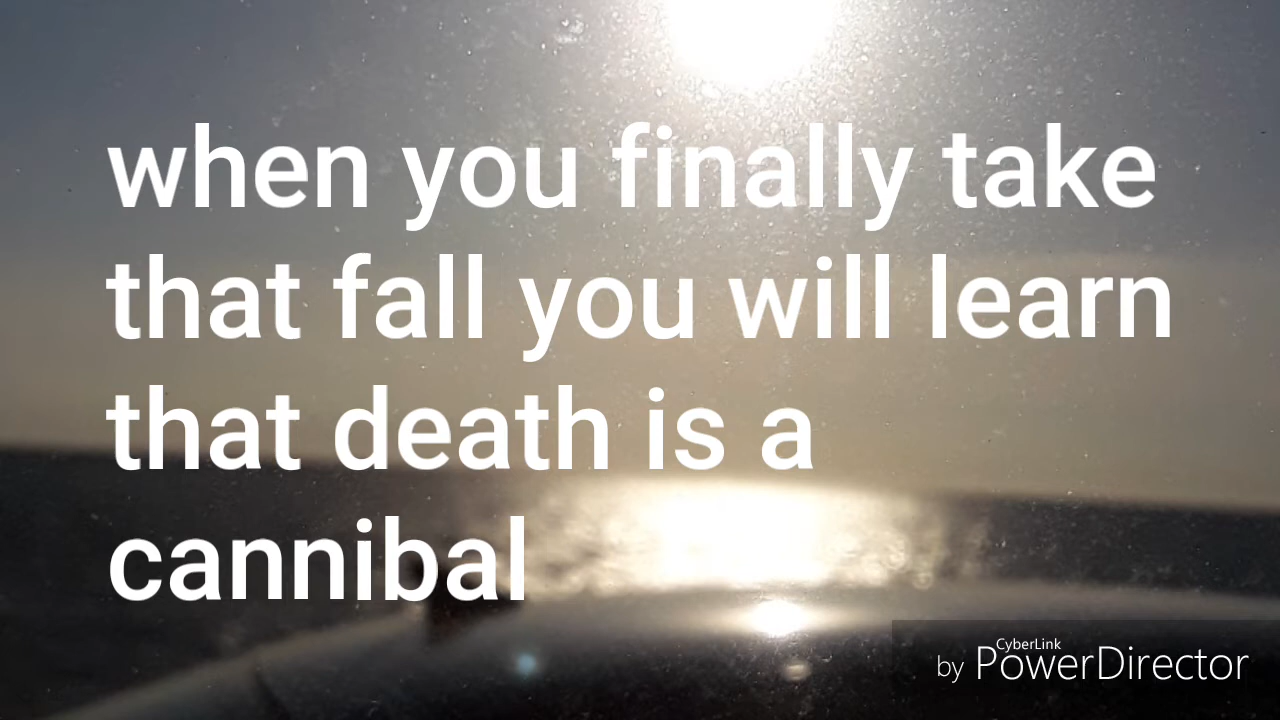 when you finally take
that fall you will learn
that death is a
cannibal
CyberLink
by PowerDirector